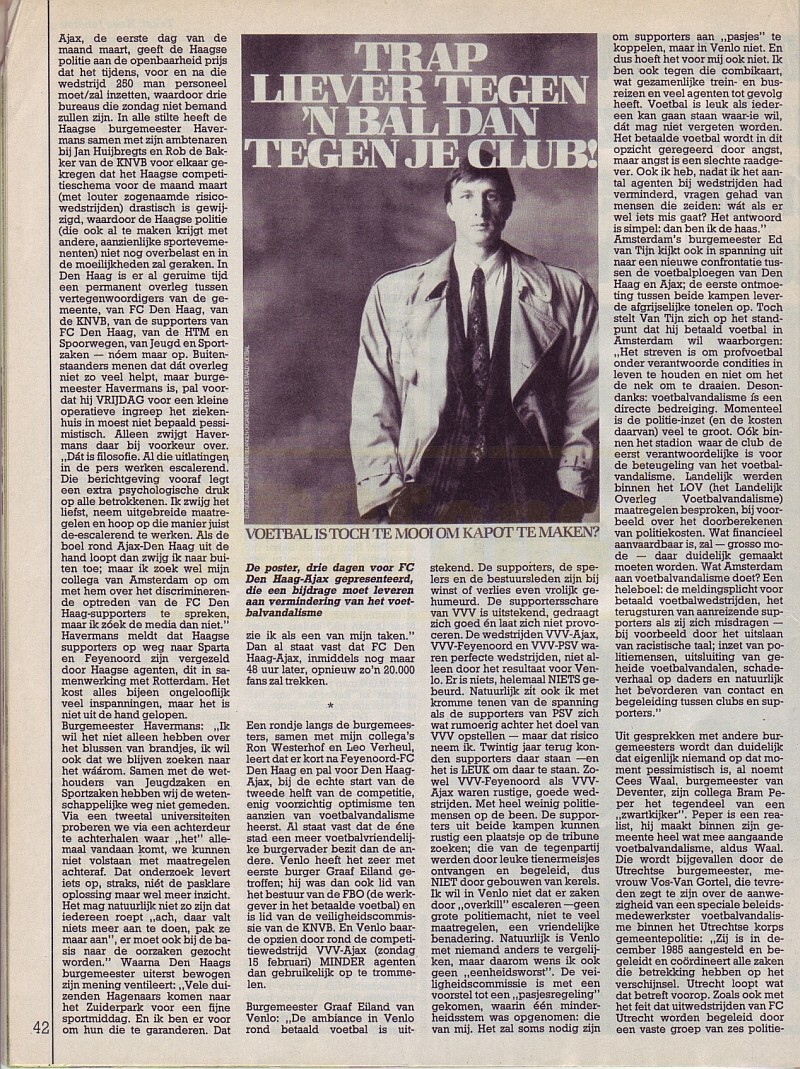 Ajax, de eerste dag van de
maand maart, geeft de Haagse
politie aan de openbaarheid prijs
dat het tijdens, voor en na die
wedstrijd 250 man personeel
moet/zal inzetten, waardoor drie
bureaus die zondag niet bemand
zullen zijn. In alle stilte heeft de
Haagse burgemeester Haver-
mans samen met zijn ambtenaren
bij Jan Huijbregts en Rob de Bak-
ker van de KNVB voor elkaar ge-
kregen dat het Haagse competi-
tieschema voor de maand maart
(met louter zogenaamde risico-
wedstrijden) drastisch is gewij-
zigd, waardoor de Haagse politie
(die ook al te maken krijgt met
andere, aanzienlijke sportevene-
menten) niet nog overbelast en in
de moeilijkheden zal geraken. In
Den Haag is er al geruime tijd
een permanent overleg tussen
vertegenwoordigers van de ge-
meente, van FC Den Haag, van
de KNVB, van de supporters van
FC Den Haag, van de HTM en
Spoorwegen, van Jeugd en Sport-
zaken — nóem maar op. Buiten-
staanders menen dat dát overleg
niet zo veel helpt, maar burge-
meester Havermans is, pal voor-
dat hij VRIJDAG voor een kleine
operatieve ingreep het zieken-
huis in moest niet bepaald pessi-
mistisch. Alleen zwijgt Haver-
mans daar bij voorkeur over.
,,Dát is filosofie. Al die uitlatingen
in de pers werken escalerend.
Die berichtgeving vooraf legt
een extra psychologische druk
op alle betrokkenen. Ik zwijg het
liefst, neem uitgebreide maatre-
gelen en hoop op die manier juist
de-escalerend te werken. Als de
boel rond Ajax-Den Haag uit de
hand loopt dan zwijg ik naar bui-
ten toe; maar ik zoek wel mijn
collega van Amsterdam op om
met hem over het discrimineren-
de optreden van de FC Den
Haag-supporters te spreken,
maar ik zóek de media dan niet."
Havermans meldt dat Haagse
supporters op weg naar Sparta
en Feyenoord zijn vergezeld
door Haagse agenten, dit in sa-
menwerking met Rotterdam. Het
kost alles bijeen ongelooflijk
veel inspanningen, maar het is
niet uit de hand gelopen.
Burgemeester Havermans: ,,Ik
wil het niet alleen hebben over
het blussen van brandjes, ik wil
ook dat we blijven zoeken naar
het wáárom. Samen met de wet-
houders van jeugdzaken en
Sportzaken hebben wij de weten-
schappelijke weg niet gemeden.
Via een tweetal universiteiten
proberen we via een achterdeur
te achterhalen waar ,,het" alle-
maal vandaan komt, we kunnen
niet volstaan met maatregelen
achteraf. Dat onderzoek levert
iets op, straks, niét de pasklare
oplossing maar wel meer inzicht.
Het mag natuurlijk niet zo zijn dat
iedereen roept ,,ach, daar valt
niets meer aan te doen, pak ze
maar aan", er moet ook bij de ba-
sis naar de oorzaken gezocht
worden." Waarna Den Haags
burgemeester uiterst bewogen
zijn mening ventileert: ,,Vele dui-
zenden Hagenaars komen naar
het Zuiderpark voor een fijne
sportmiddag. En ik ben er voor
om hun die te garanderen. Dat
42
TRAP
LIEVER TEGEN
'N BAL DAN
TEGEN JE CLUB!
VOETBAL IS TOCH TE MOOI OM KAPOT TE MAKEN?
De poster, drie dagen voor FC
Den Haag-Ajax gepresenteerd,
die een bijdrage moet leveren
aan vermindering van het voet-
balvandalisme
zie ik als een van mijn taken."
Dan al staat vast dat FC Den
Haag-Ajax, inmiddels nog maar
48 uur later, opnieuw zo'n 20.000
fans zal trekken.
*
Een rondje langs de burgemees-
ters, samen met mijn collega's
Ron Westerhof en Leo Verheul,
leert dat er kort na Feyenoord-FC
Den Haag en pal voor Den Haag-
Ajax, bij de echte start van de
tweede helft van de competitie,
enig voorzichtig optimisme ten
aanzien van voetbalvandalisme
heerst. Al staat vast dat de éne
stad een meer voetbalvriendelij-
ke burgervader bezit dan de an-
dere. Venlo heeft het zeer met
eerste burger Graaf Eiland ge-
troffen; hij was dan ook lid van
het bestuur van de FBO (de werk-
gever in het betaalde voetbal) en
is lid van de veiligheidscommis-
sie van de KNVB. En Venlo baar-
de opzien door rond de competi-
tiewedstrijd VVV-Ajax (zondag
15 februari) MINDER agenten
dan gebruikelijk op te tromme-
len.
Burgemeester Graaf Eiland van
Venlo: ,,De ambiance in Venlo
rond betaald voetbal is uit-
stekend. De supporters, de spe-
lers en de bestuursleden zijn bij
winst of verlies even vrolijk ge-
humeurd. De supportersschare
van VVV is uitstekend, gedraagt
zich goed én laat zich niet provo-
ceren. De wedstrijden VVV-Ajax,
VVV-Feyenoord en VVV-PSV wa-
ren perfecte wedstrijden, niet al-
leen door het resultaat voor Ven-
lo. Er is niets, helemaal NIETS ge-
beurd. Natuurlijk zit ook ik met
kromme tenen van de spanning
als de supporters van PSV zich
wat rumoerig achter het doel van
VVV opstellen — maar dat risico
neem ik. Twintig jaar terug kon-
den supporters daar staan —en
het is LEUK om daar te staan. Zo-
wel VVV-Feyenoord als VVV-
Ajax waren rustige, goede wed-
strijden. Met heel weinig politie-
mensen op de been. De suppor-
ters uit beide kampen kunnen
rustig een plaatsje op de tribune
zoeken; die van de tegenpartij
werden door leuke tienermeisjes
ontvangen en begeleid, dus
NIET door gebouwen van kerels.
Ik wil in Venlo niet dat er zaken
door ,,overkill" escaleren —geen
grote politiemacht, niet te veel
maatregelen, een vriendelijke
benadering. Natuurlijk is Venlo
met niemand anders te vergelij-
ken, maar daarom wens ik ook
geen ,,eenheidsworst". De vei-
ligheidscommissie is met een
voorstel tot een ,,pasjesregeling"
gekomen, waarin één minder-
heidsstem was opgenomen: die
van mij. Het zal soms nodig zijn
om supporters aan ,,pasjes" te
koppelen, maar in Venlo niet. En
dus hoeft het voor mij ook niet. Ik
ben ook tegen die combikaart,
wat gezamenlijke trein- en bus-
reizen en veel agenten tot gevolg
heeft. Voetbal is leuk als ieder-
een kan gaan staan waar-ie wil,
dát mag niet vergeten worden.
Het betaalde voetbal wordt in dit
opzicht geregeerd door angst,
maar angst is een slechte raadge-
ver. Ook ik heb, nadat ik het aan-
tal agenten bij wedstrijden had
verminderd, vragen gehad van
mensen die zeiden: wát als er
wel iets mis gaat? Het antwoord
is simpel: dan ben ik de haas."
Amsterdam's burgemeester Ed
van Tijn kijkt ook in spanning uit
naar een nieuwe confrontatie tus-
sen de voetbalploegen van Den
Haag en Ajax; de eerste ontmoe-
ting tussen beide kampen lever-
de afgrijselijke tonelen op. Toch
stelt Van Tijn zich op het stand-
punt dat hij betaald voetbal in
Amsterdam wil waarborgen:
,,Het streven is om profvoetbal
onder verantwoorde condities in
leven te houden en niet om het
de nek om te draaien. Deson-
danks: voetbalvandalisme ís een
directe bedreiging. Momenteel
is de politie-inzet (en de kosten
daarvan) veel te groot. Oók bin-
nen het stadion waar de club de
eerst verantwoordelijke is voor
de beteugeling van het voetbal-
vandalisme. Landelijk werden
binnen het LOV (het Landelijk
Overleg Voetbalvandalisme)
maatregelen besproken, bij voor-
beeld over het doorberekenen
van politiekosten. Wat financieel
aanvaardbaar is, zal — grosso mo-
de — daar duidelijk gemaakt
moeten worden. Wat Amsterdam
aan voetbalvandalisme doet? Een
heleboel: de meldingsplicht voor
betaald voetbalwedstrijden, het
terugsturen van aanreizende sup-
porters als zij zich misdragen —
bij voorbeeld door het uitslaan
van racistische taal; inzet van po-
litiemensen, uitsluiting van ge-
heide voetbalvandalen, schade-
verhaal op daders en natuurlijk
het bevorderen van contact en
begeleiding tussen clubs en sup-
porters."
Uit gesprekken met andere bur-
gemeesters wordt dan duidelijk
dat eigenlijk niemand op dat mo-
ment pessimistisch is, al noemt
Cees Waal, burgemeester van
Deventer, zijn collega Bram Pe-
per het tegendeel van een
,,zwartkijker". Peper is een rea-
list, hij maakt binnen zijn ge-
meente heel wat mee aangaande
voetbalvandalisme, aldus Waal.
Die wordt bijgevallen door de
Utrechtse burgemeester, me-
vrouw Vos-Van Gortel, die tevre-
den zegt te zijn over de aanwe-
zigheid van een speciale beleids-
medewerkster voetbalvandalis-
me binnen het Utrechtse korps
gemeentepolitie: ,,Zij is in de-
cember 1985 aangesteld en be-
geleidt en coördineert alle zaken
die betrekking hebben op het
verschijnsel. Utrecht loopt wat
dat betreft voorop. Zoals ook met
het feit dat uitwedstrijden van FC
Utrecht worden begeleid door
een vaste groep van zes politie-